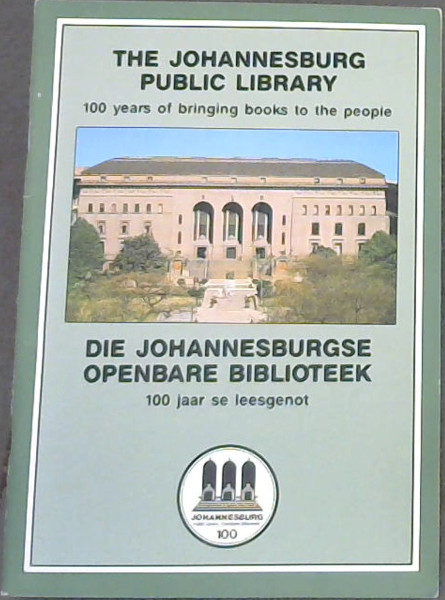 THE JOHANNESBURG
PUBLIC LIBRARY
100 years of bringing books to the people
DIE JOHANNESBURGSE
OPENBARE BIBLIOTEEK
100 jaar se leesgenot
JOHANNESBURG
100